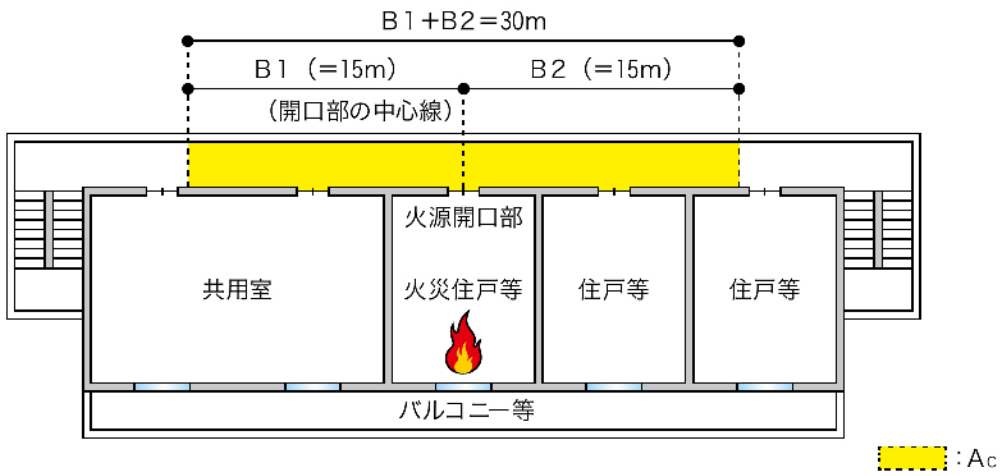 B1+B2=30m
B1 (=15m)
B2 (=15m)
(開口部の中心線)
火源開口部
共用室
火災住戸等
住戸等
住戸等
バルコニー等
:Ac